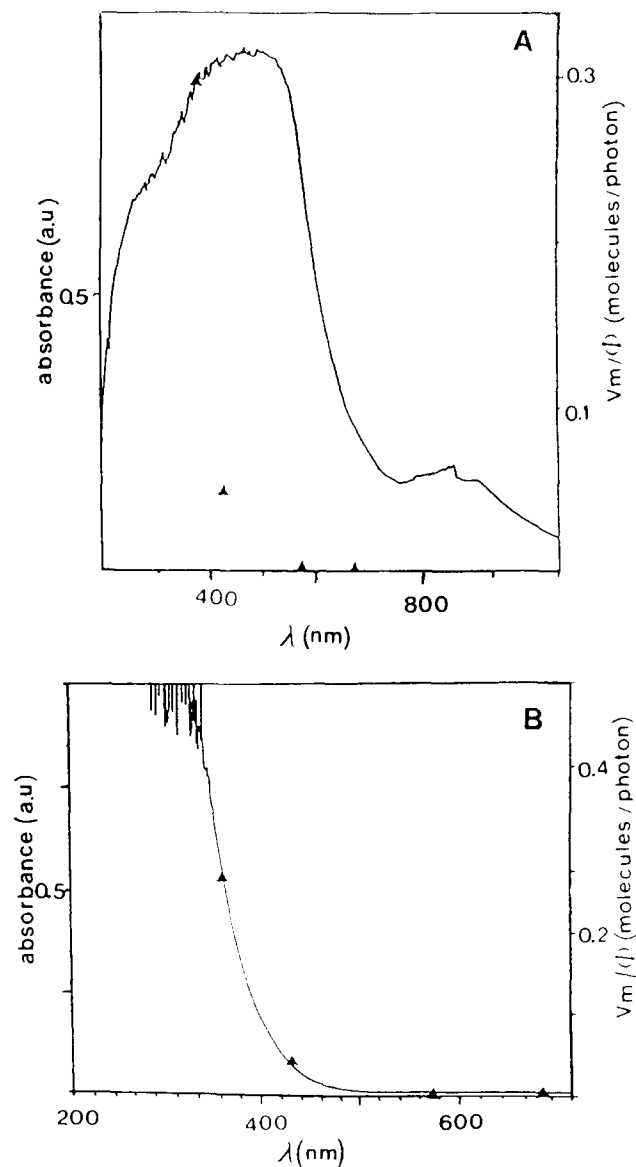 A
0.3
0.5
0.1
absorbance (a.u)
Vm/Φ (molecules/photon)
400
800
λ (nm)
B
0.4
0.5
0.2
absorbance (a.u)
Vm/Φ (molecules/photon)
200
400
600
λ (nm)